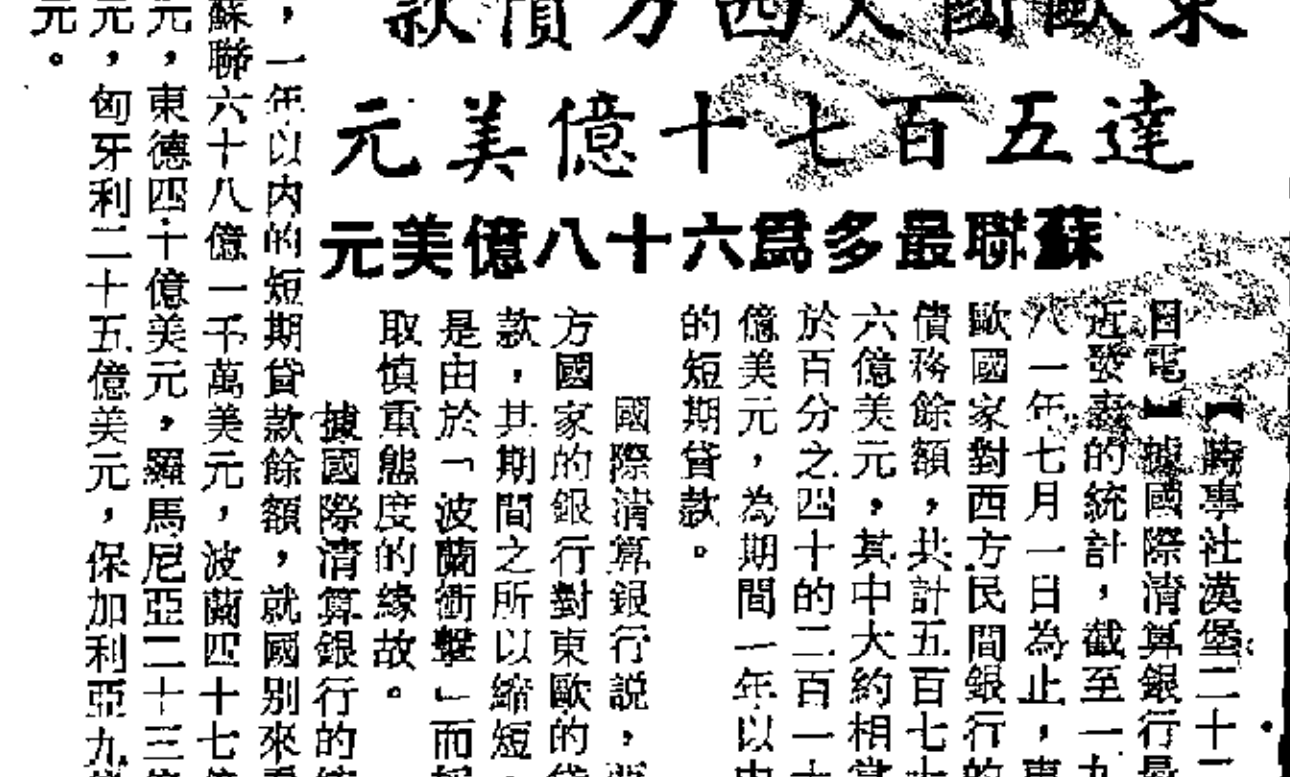 東歐國欠西方債款
達五百七十億美元
蘇聯最多爲六十八億美元
【時事社漢堡二十二
日電】據國際清算銀行最
近發表的統計,截至一九
八一年七月一日為止,東
歐國家對西方民間銀行的
債務餘額,共計五百七十
六億美元,其中大約相當
於百分之四十的二百一十
億美元,為期間一年以内
的短期貸款。
國際清算銀行説,西
方國家的銀行對東歐的貸
款,其期間之所以縮短,
是由於「波蘭衝擊」而採
取慎重態度的緣故。
據國際清算銀行的統
,一年以内的短期貸款餘額,就國別來看
蘇聯六十八億一千萬美元,波蘭四十七億
元,東德四十億美元,羅馬尼亞二十三億
元,匈牙利二十五億美元,保加利亞九億
元。